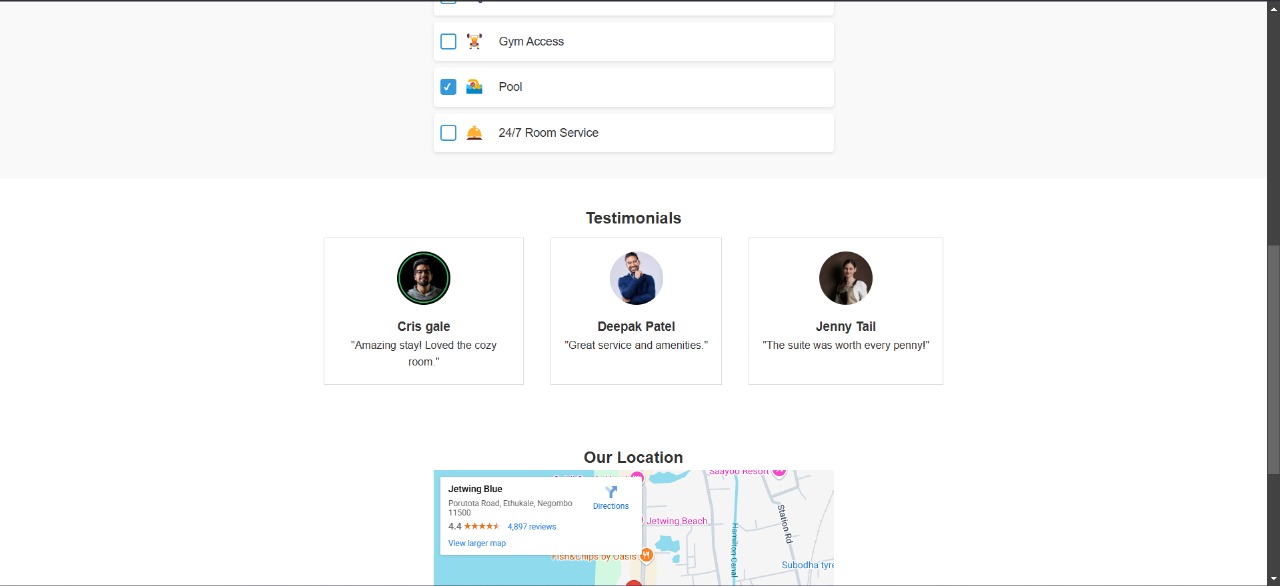 Gym Access
Pool
24/7 Room Service
Testimonials
Cris gale
"Amazing stay! Loved the cozy
room."
Deepak Patel
"Great service and amenities."
Jenny Tail
"The suite was worth every penny!"
Our Location
Saayoo Resort
Jetwing Blue
Porutota Road, Ethukale, Negombo
11500
4.4
4,897 reviews
View larger map
Directions
Jetwing Beach
Hamilton Canal
Station Rd
Fish&Chips by Oasis
Subodha tyre